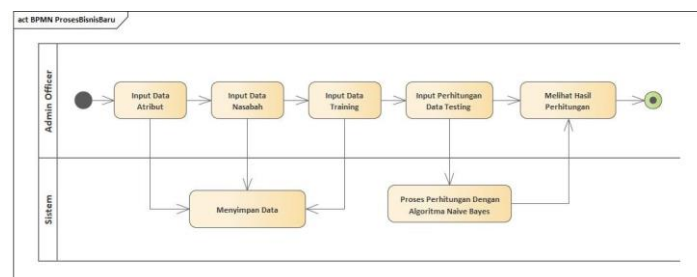 act BPMN ProsesBisnisBaru
Admin Officer
Input Data
Atribut
Input Data
Nasabah
Input Data
Training
Input Perhitungan
Data Testing
Melihat Hasil
Perhitungan
Sistem
Menyimpan Data
Proses Perhitungan Dengan
Algoritma Naive Bayes